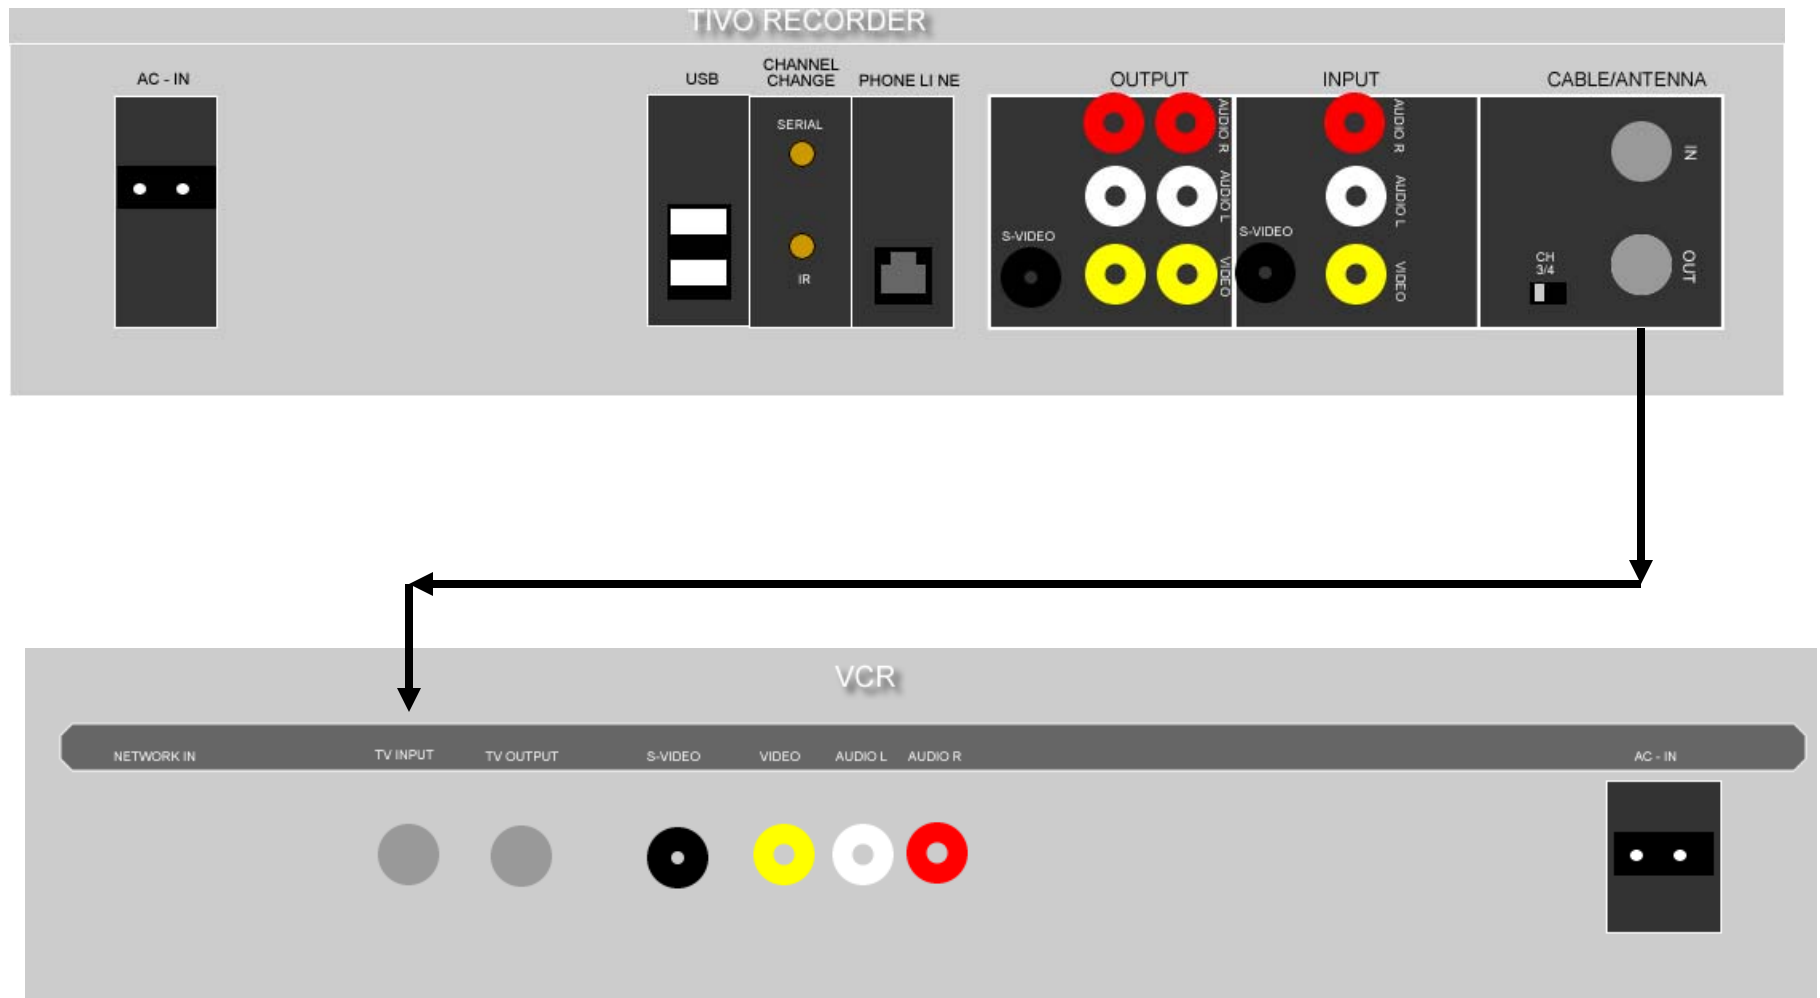 TIVO RECORDER
AC - IN
USB
CHANNEL
CHANGE
PHONE LI NE
OUTPUT
INPUT
CABLE/ANTENNA
SERIAL
IR
S-VIDEO
AUDIO R
AUDIO L
VIDEO
S-VIDEO
AUDIO R
AUDIO L
VIDEO
IN
CH
3/4
OUT
VCR
NETWORK IN
TV INPUT
TV OUTPUT
S-VIDEO
VIDEO
AUDIO L
AUDIO R
AC - IN